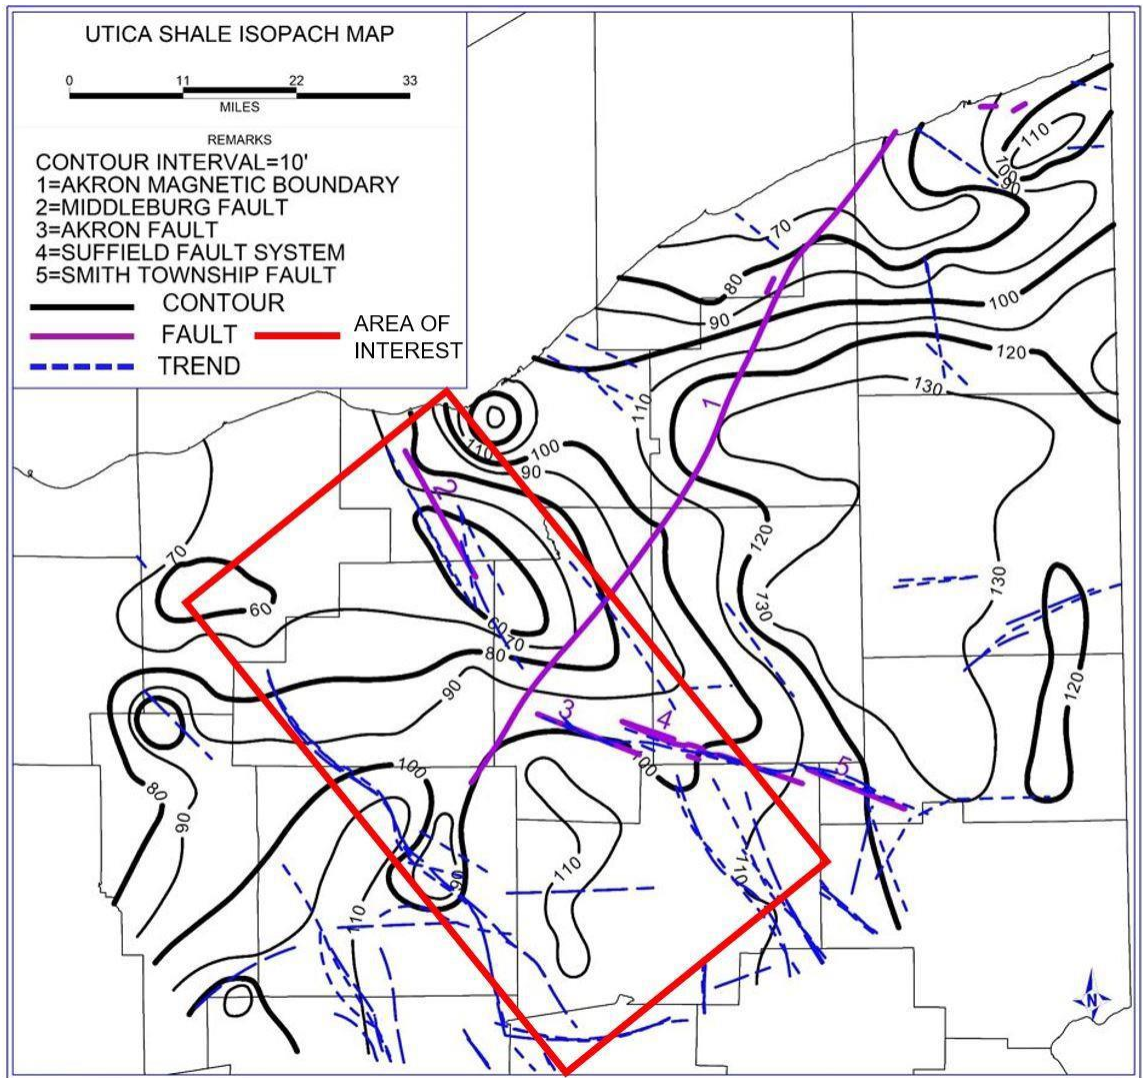 UTICA SHALE ISOPACH MAP
0 11 22 33
MILES
REMARKS
CONTOUR INTERVAL=10'
1=AKRON MAGNETIC BOUNDARY
2=MIDDLEBURG FAULT
3=AKRON FAULT
4=SUFFIELD FAULT SYSTEM
5=SMITH TOWNSHIP FAULT
CONTOUR
FAULT
AREA OF
INTEREST
TREND
110
100
90
70
80
100
90
120
130
110
1
110
100
90
2
120
70
130
130
60
60
70
80
120
90
3
4
100
100
5
80
90
110
110
90
110
N